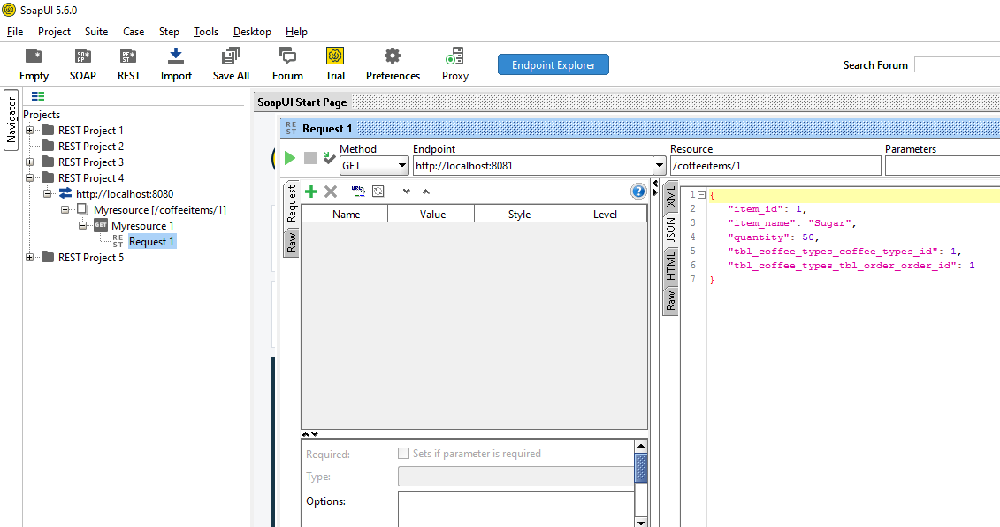 SoapUI 5.6.0
File Project Suite Case Step Tools Desktop Help
Empty SOAP REST Import Save All Forum Trial Preferences Proxy Endpoint Explorer Search Forum
Navigator
Projects
REST Project 1
REST Project 2
REST Project 3
REST Project 4
http://localhost:8080
Myresource [/coffeeitems/1]
GET Myresource 1
REST Request 1
REST Project 5
SoapUI Start Page
REST Request 1
Method Endpoint Resource Parameters
GET http://localhost:8081 /coffeeitems/1
Request
Raw
URL ?
Name Value Style Level
Required: Sets if parameter is required
Type:
Options:
XML
JSON
HTML
Raw
1 {
2 "item_id": 1,
3 "item_name": "Sugar",
4 "quantity": 50,
5 "tbl_coffee_types_coffee_types_id": 1,
6 "tbl_coffee_types_tbl_order_order_id": 1
7 }